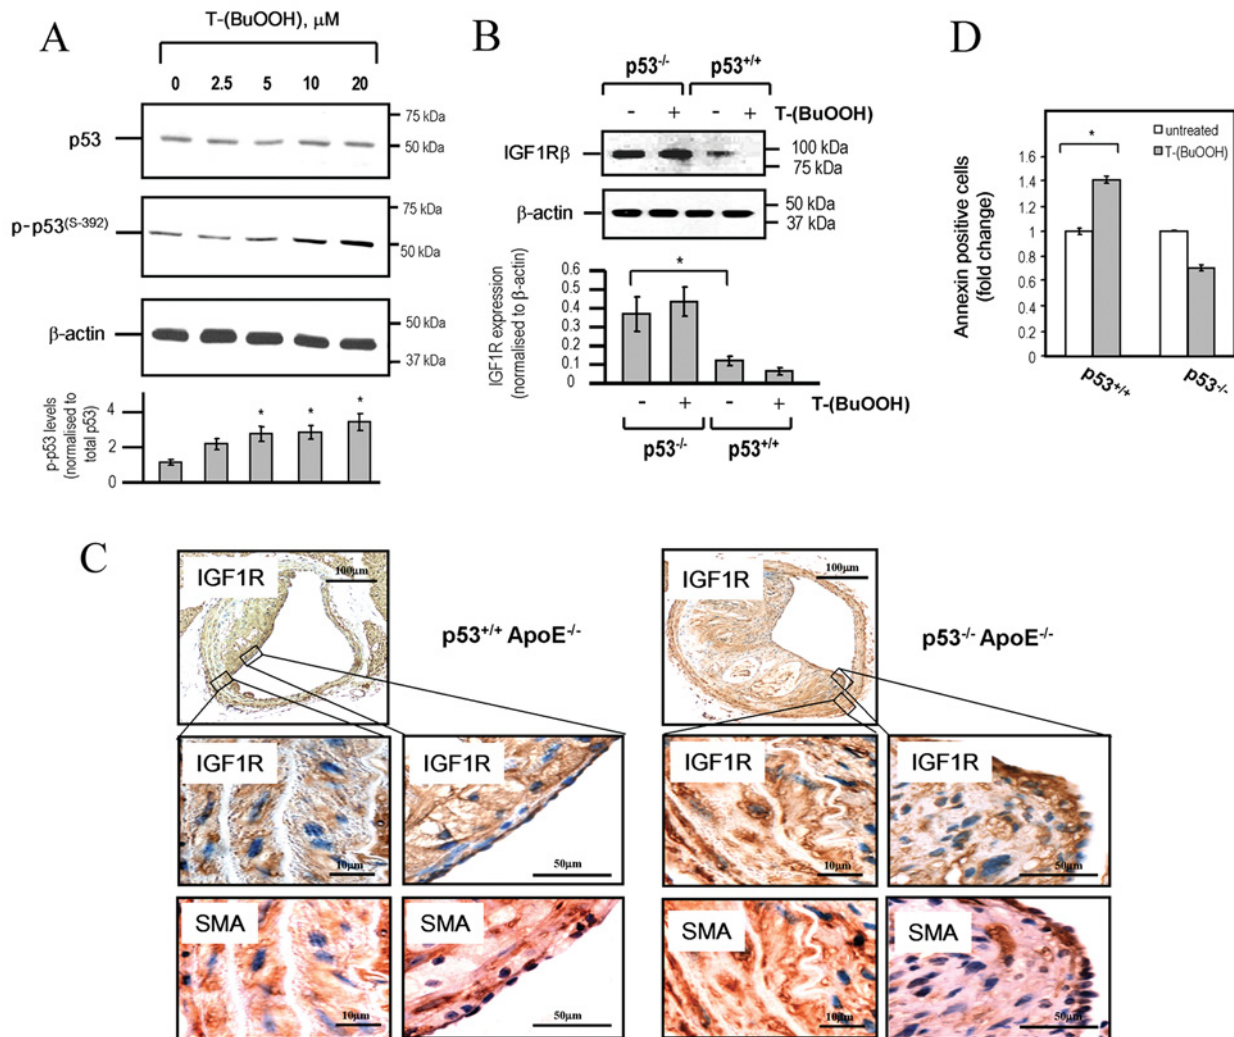 A
T-(BuOOH), μM
0 2.5 5 10 20
p53
75 kDa
50 kDa
p-p53(S-392)
75 kDa
50 kDa
β-actin
50 kDa
37 kDa
p-p53 levels
(normalised to
total p53)
4
2
0
* * *
B
p53-/- p53+/+
- + - + T-(BuOOH)
IGF1Rβ
100 kDa
75 kDa
β-actin
50 kDa
37 kDa
IGF1R expression
(normalised to β-actin)
0.6
0.5
0.4
0.3
0.2
0.1
0
*
- + - + T-(BuOOH)
p53-/- p53+/+
D
Annexin positive cells
(fold change)
1.6
1.4
1.2
1
0.8
0.6
0.4
0.2
0
*
untreated
T-(BuOOH)
p53+/+ p53-/-
C
IGF1R
100μm
p53+/+ ApoE-/-
IGF1R
10μm
IGF1R
50μm
SMA
10μm
SMA
50μm
IGF1R
100μm
p53-/- ApoE-/-
IGF1R
10μm
IGF1R
50μm
SMA
10μm
SMA
50μm